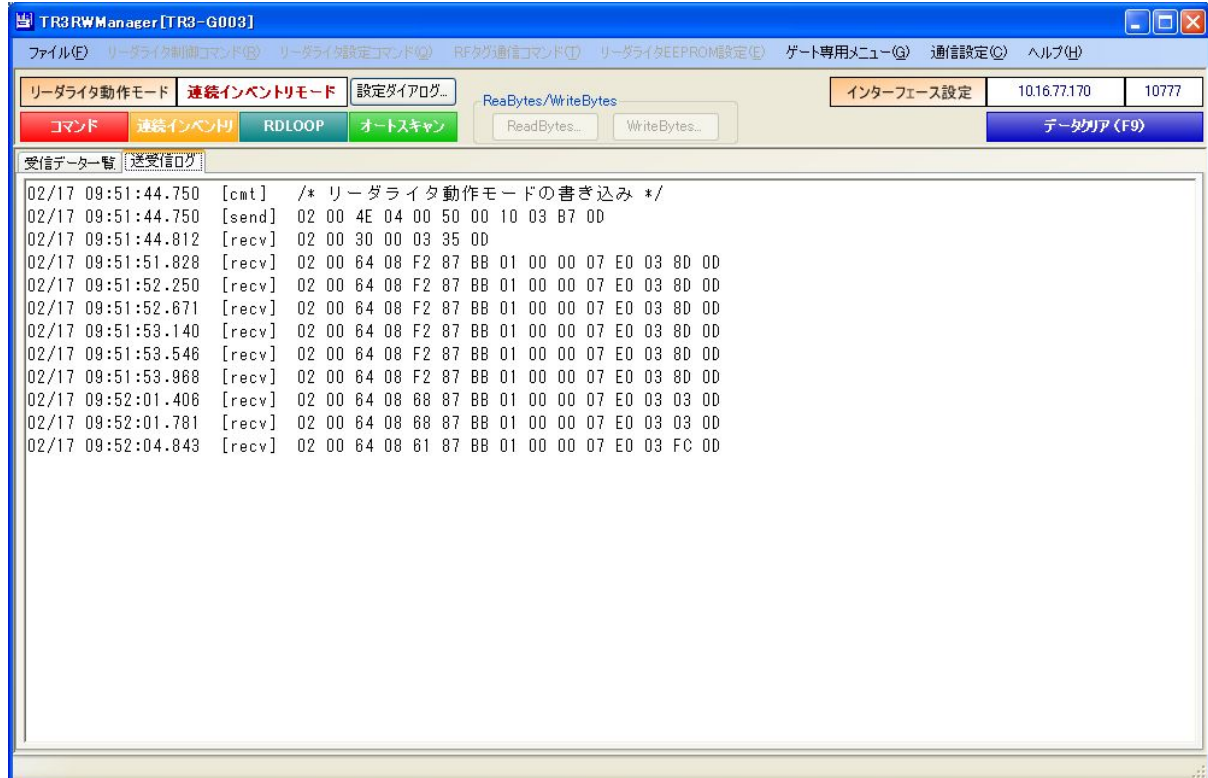 TR3RWManager[TR3-G003]
ファイル(F) リーダライタ制御コマンド(R) リーダライタ設定コマンド(Q) RFタグ通信コマンド(T) リーダライタEEPROM設定(E) ゲート専用メニュー(G) 通信設定(C) ヘルプ(H)
リーダライタ動作モード 連続インベントリモード 設定ダイアログ... ReaBytes/WriteBytes インターフェース設定 10.16.77.170 10777
コマンド 連続インベントリ RDLOOP オートスキャン ReadBytes... WriteBytes... データクリア (F9)
受信データ一覧 送受信ログ
02/17 09:51:44.750 [cmt] /* リーダライタ動作モードの書き込み */
02/17 09:51:44.750 [send] 02 00 4E 04 00 50 00 10 03 B7 0D
02/17 09:51:44.812 [recv] 02 00 30 00 03 35 0D
02/17 09:51:51.828 [recv] 02 00 64 08 F2 87 BB 01 00 00 07 E0 03 8D 0D
02/17 09:51:52.250 [recv] 02 00 64 08 F2 87 BB 01 00 00 07 E0 03 8D 0D
02/17 09:51:52.671 [recv] 02 00 64 08 F2 87 BB 01 00 00 07 E0 03 8D 0D
02/17 09:51:53.140 [recv] 02 00 64 08 F2 87 BB 01 00 00 07 E0 03 8D 0D
02/17 09:51:53.546 [recv] 02 00 64 08 F2 87 BB 01 00 00 07 E0 03 8D 0D
02/17 09:51:53.968 [recv] 02 00 64 08 F2 87 BB 01 00 00 07 E0 03 8D 0D
02/17 09:52:01.406 [recv] 02 00 64 08 68 87 BB 01 00 00 07 E0 03 03 0D
02/17 09:52:01.781 [recv] 02 00 64 08 68 87 BB 01 00 00 07 E0 03 03 0D
02/17 09:52:04.843 [recv] 02 00 64 08 61 87 BB 01 00 00 07 E0 03 FC 0D